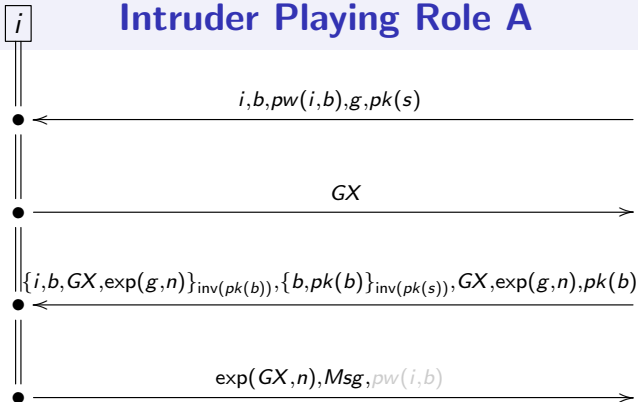 Intruder Playing Role A
i
i,b,pw(i,b),g,pk(s)
GX
{i,b,GX,exp(g,n)}inv(pk(b)),{b,pk(b)}inv(pk(s)),GX,exp(g,n),pk(b)
exp(GX,n),Msg,pw(i,b)